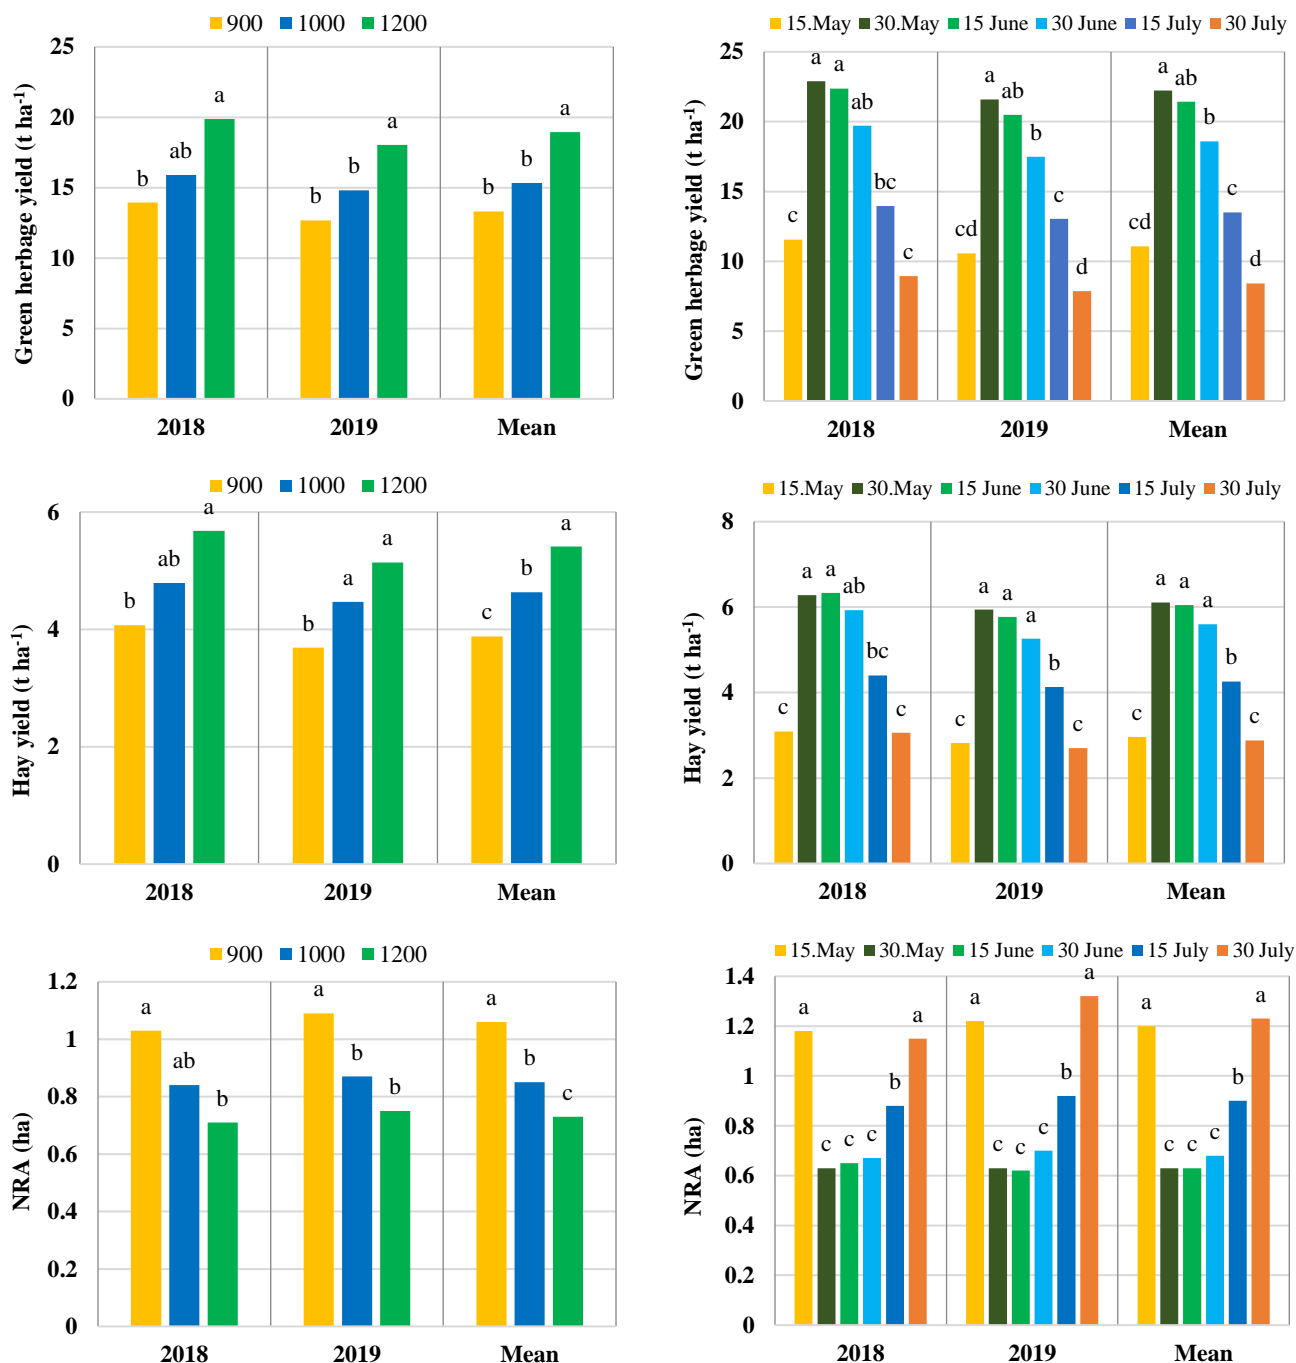 900 1000 1200
Green herbage yield (t ha⁻¹)
25
20
15
10
5
0
b ab a
b b a
b b a
2018 2019 Mean
15.May 30.May 15 June 30 June 15 July 30 July
Green herbage yield (t ha⁻¹)
25
20
15
10
5
0
c a a ab bc c
cd a ab b c d
cd a ab b c d
2018 2019 Mean
900 1000 1200
Hay yield (t ha⁻¹)
6
4
2
0
b ab a
b a a
c b a
2018 2019 Mean
15.May 30.May 15 June 30 June 15 July 30 July
Hay yield (t ha⁻¹)
8
6
4
2
0
c a a ab bc c
c a a a b c
c a a a b c
2018 2019 Mean
900 1000 1200
NRA (ha)
1.2
1
0.8
0.6
0.4
0.2
0
a ab b
a b b
a b c
2018 2019 Mean
15.May 30.May 15 June 30 June 15 July 30 July
NRA (ha)
1.4
1.2
1
0.8
0.6
0.4
0.2
0
a c c c b a
a c c c b a
a c c c b a
2018 2019 Mean